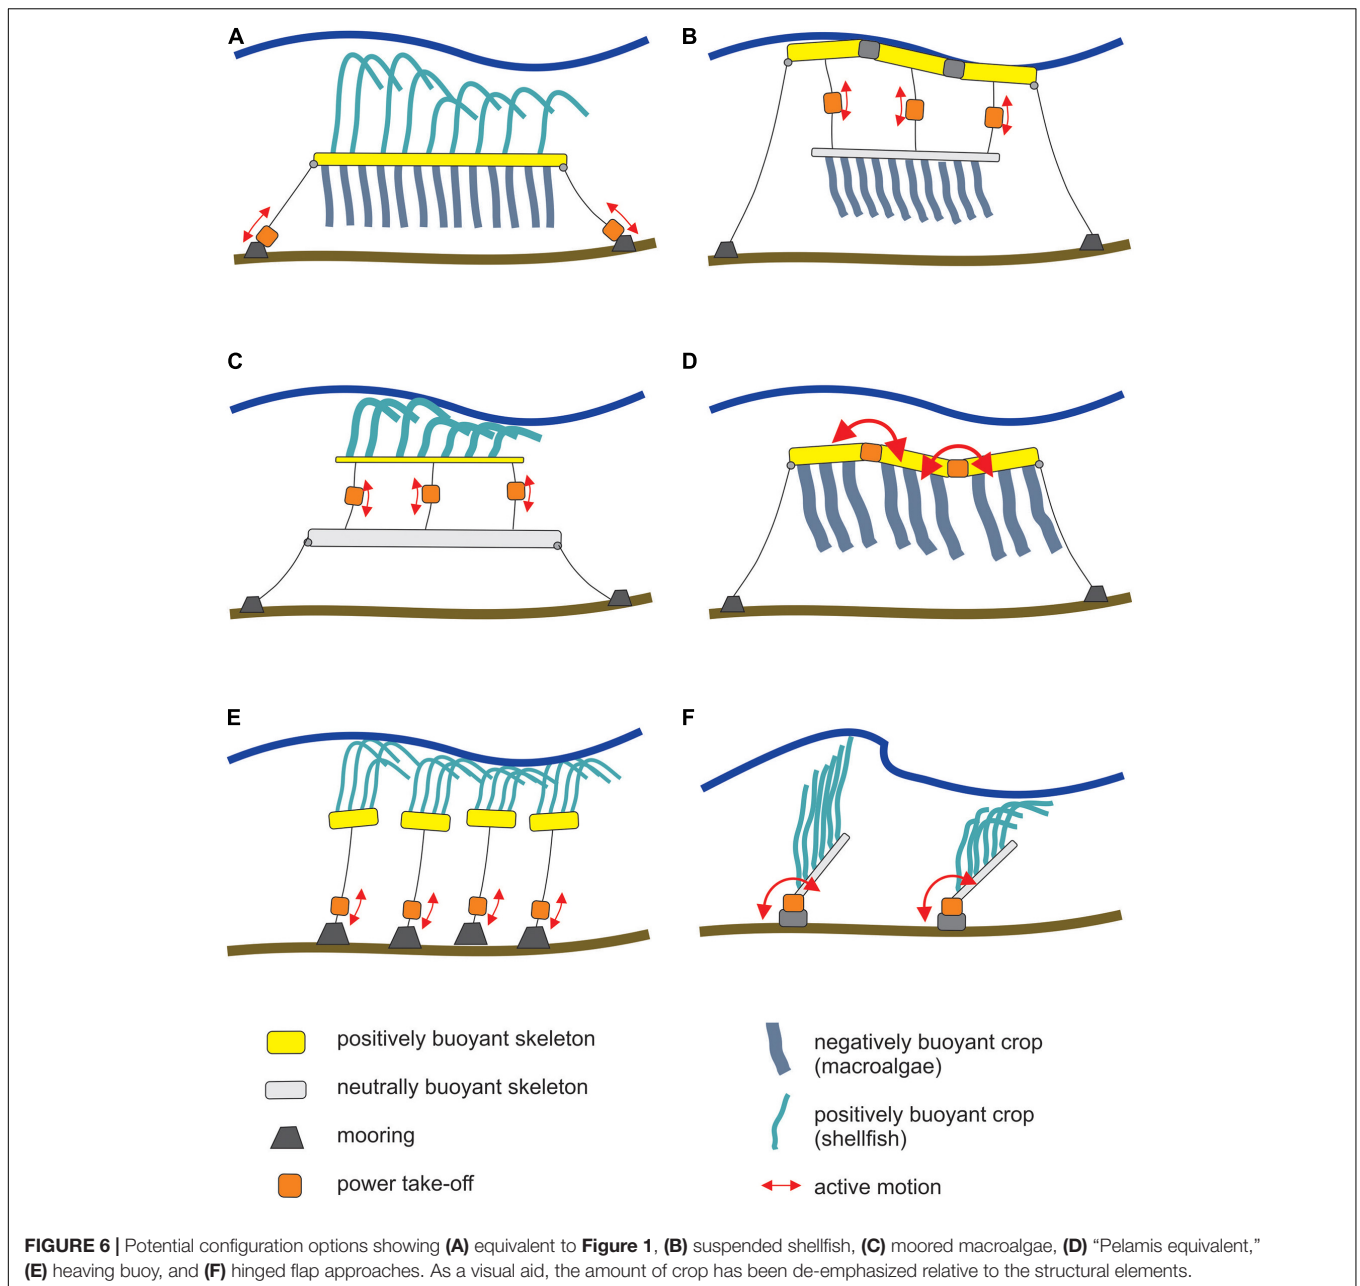 A
B
C
D
E
F
positively buoyant skeleton
neutrally buoyant skeleton
mooring
power take-off
negatively buoyant crop
(macroalgae)
positively buoyant crop
(shellfish)
active motion
FIGURE 6 | Potential configuration options showing (A) equivalent to Figure 1, (B) suspended shellfish, (C) moored macroalgae, (D) “Pelamis equivalent,”
(E) heaving buoy, and (F) hinged flap approaches. As a visual aid, the amount of crop has been de-emphasized relative to the structural elements.